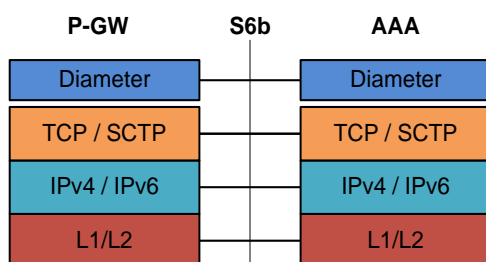 P-GW S6b AAA
Diameter Diameter
TCP / SCTP TCP / SCTP
IPv4 / IPv6 IPv4 / IPv6
L1/L2 L1/L2